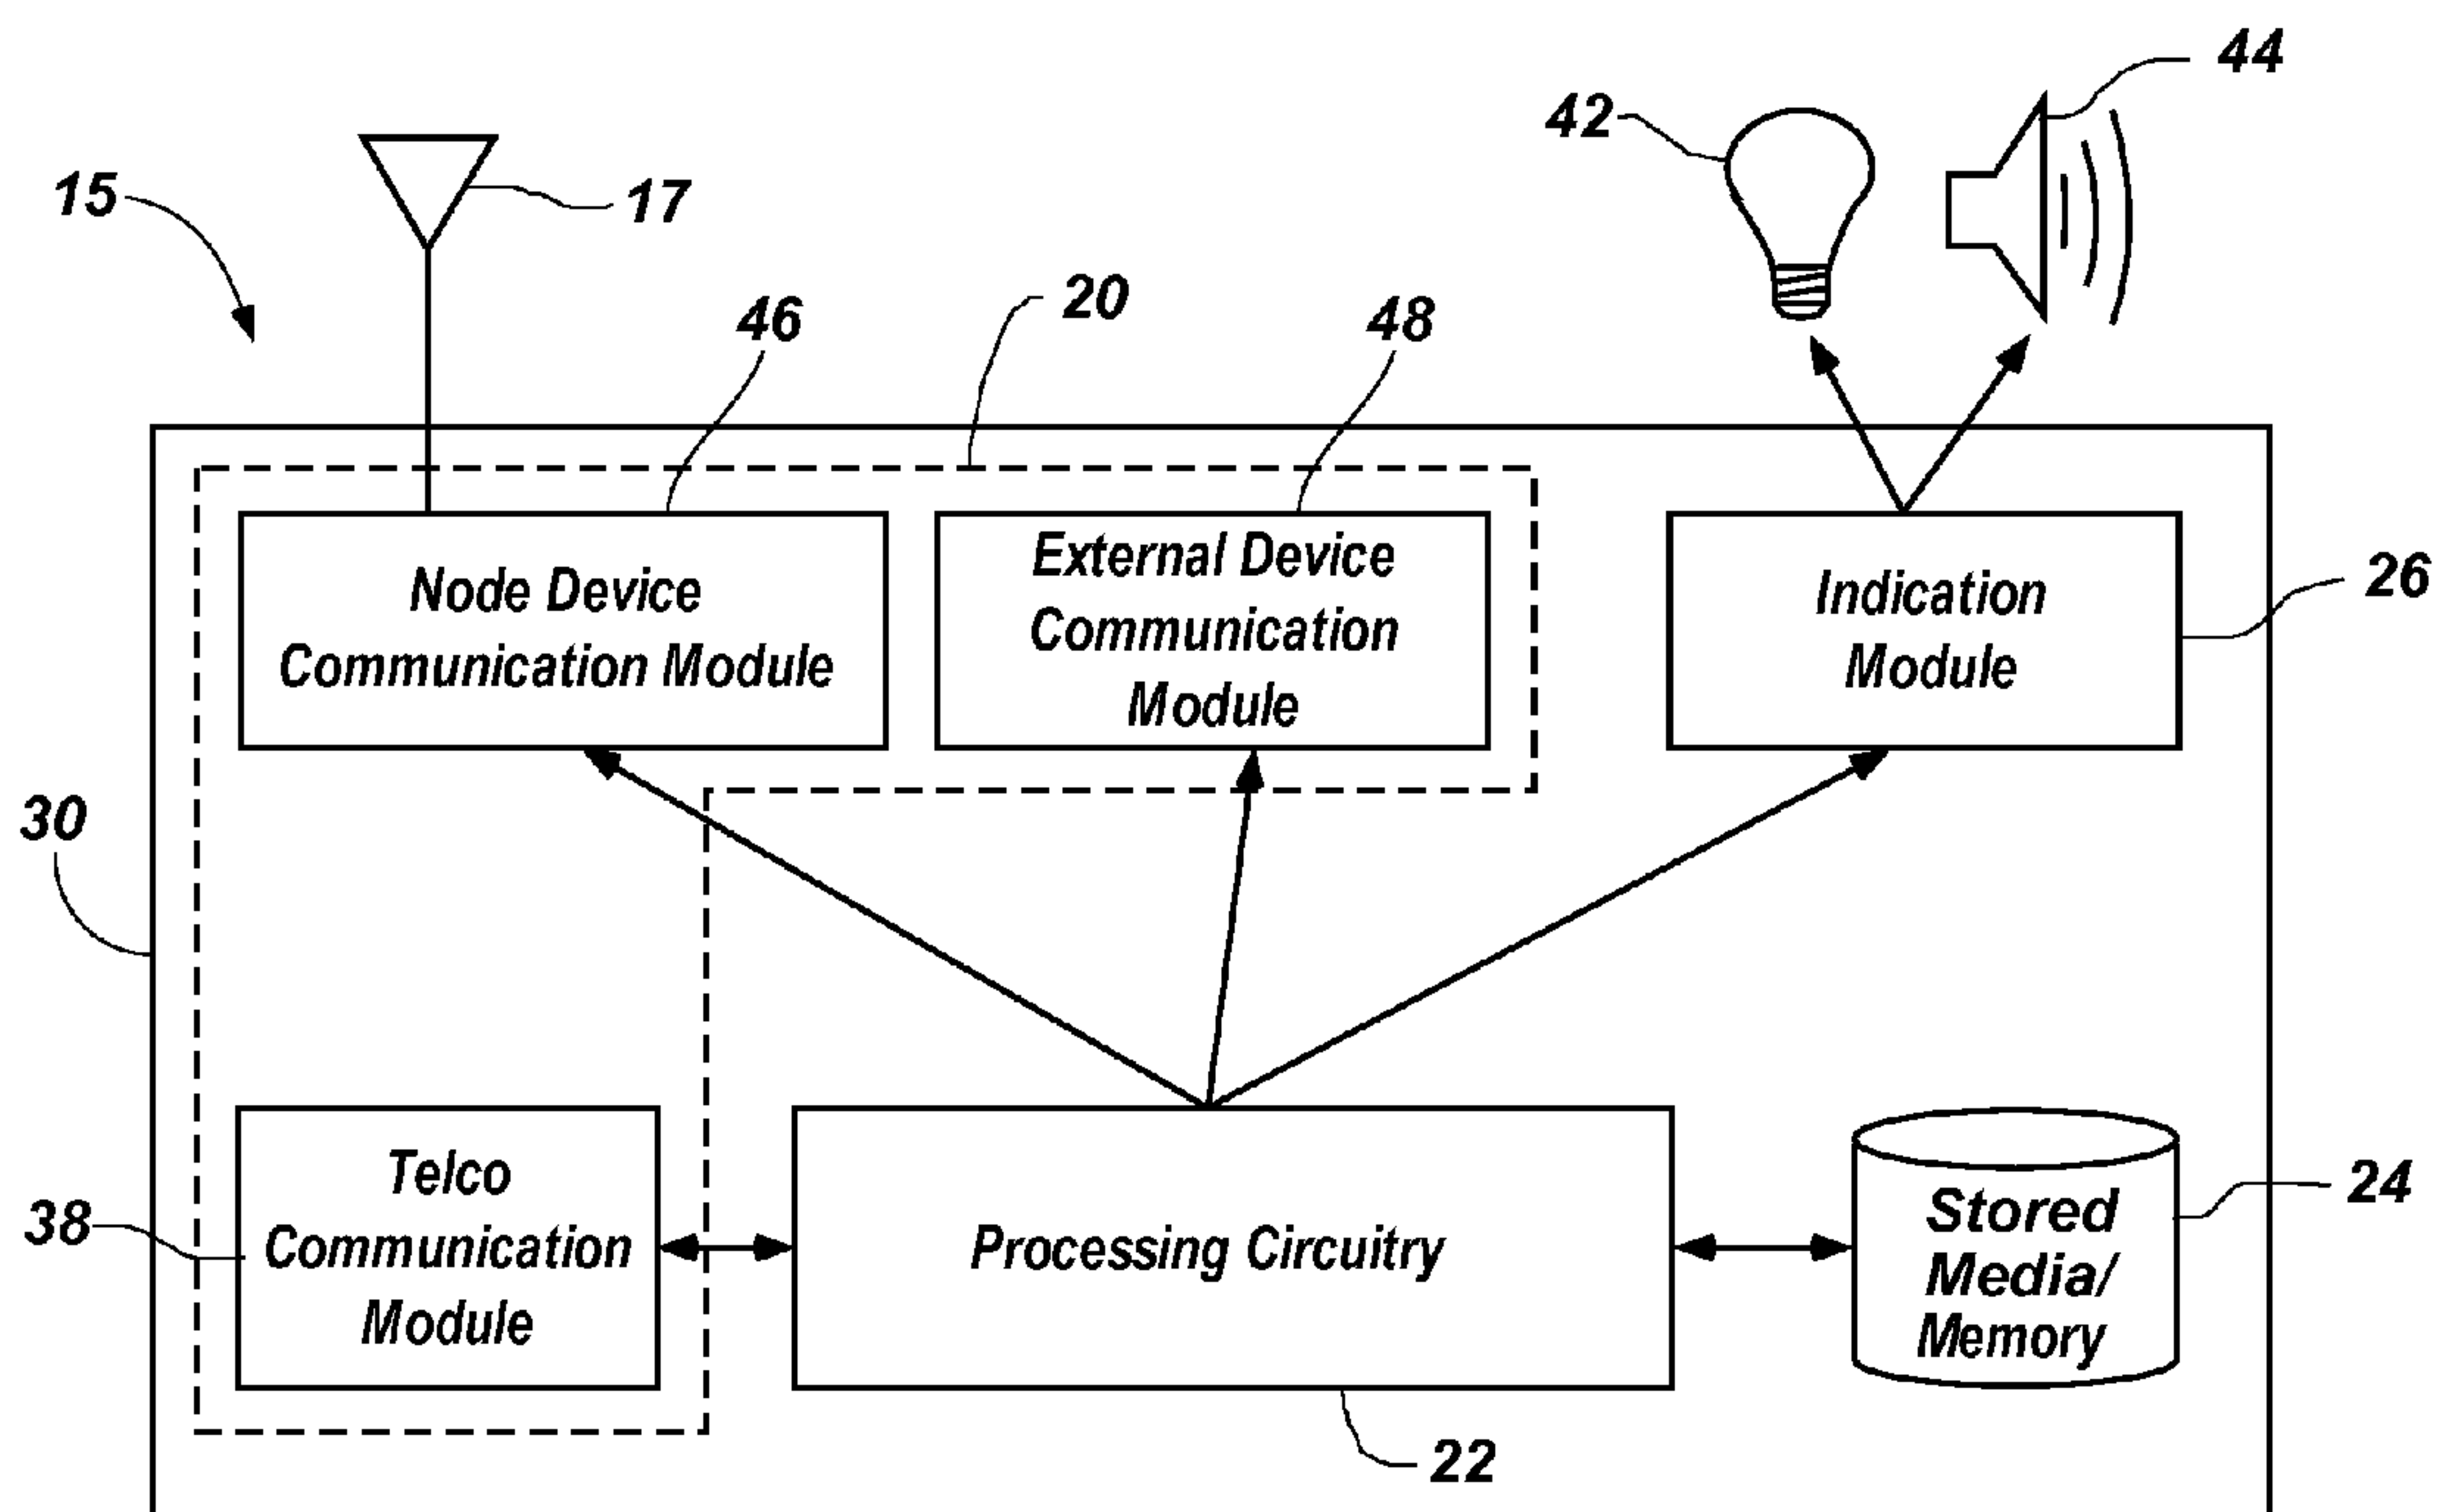 44
42
15
17
20
46
48
Node Device
Communication Module
External Device
Communication
Module
Indication
Module
26
30
Telco
Communication
Module
38
Processing Circuitry
Stored
Media/
Memory
24
22